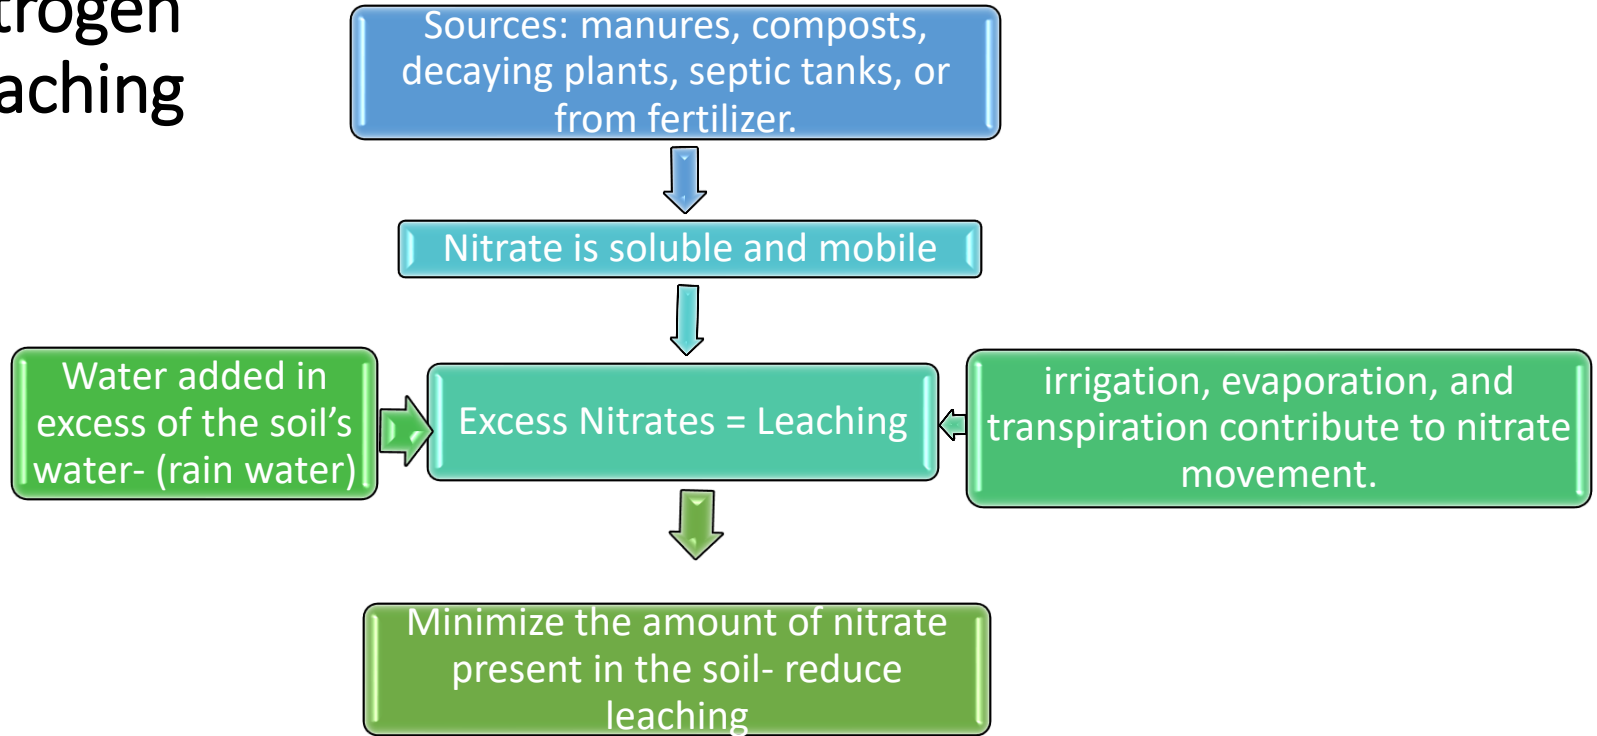 trogen
aching
Sources: manures, composts,
decaying plants, septic tanks, or
from fertilizer.
Nitrate is soluble and mobile
Water added in
excess of the soil’s
water- (rain water)
Excess Nitrates = Leaching
irrigation, evaporation, and
transpiration contribute to nitrate
movement.
Minimize the amount of nitrate
present in the soil- reduce
leaching